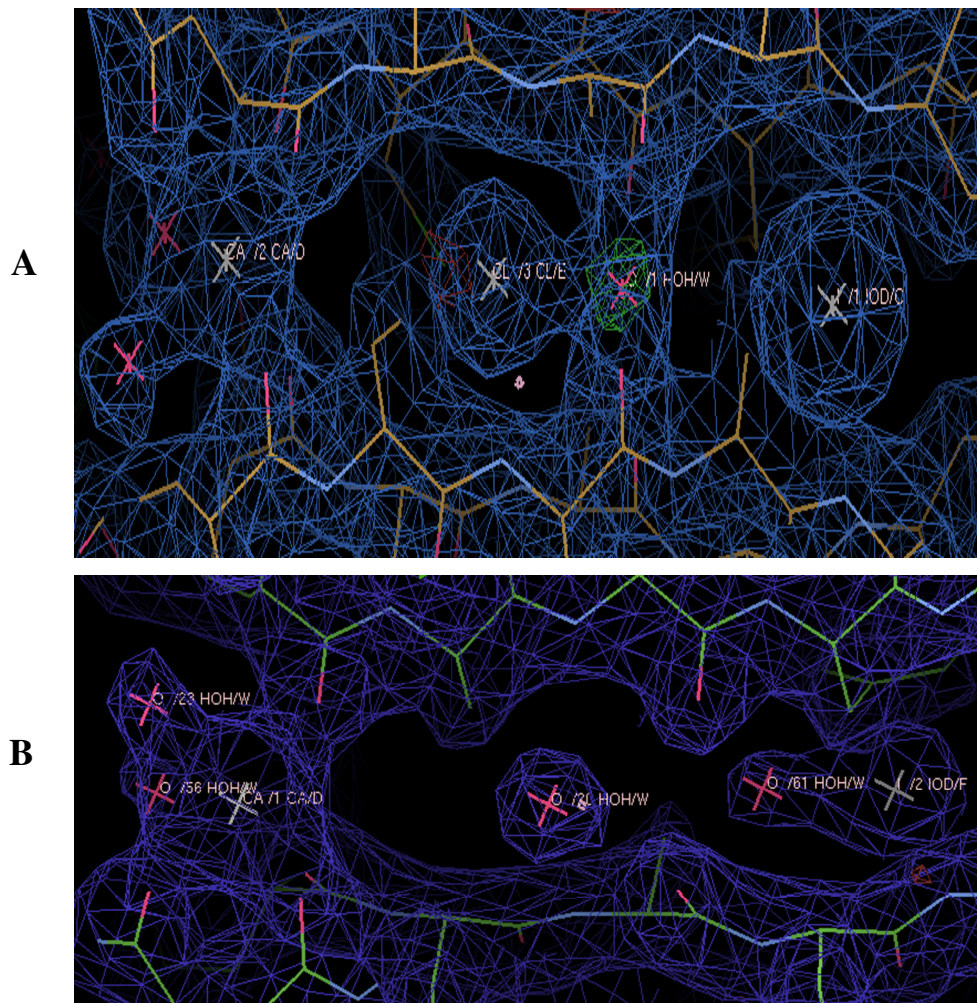 A
CA /2 CA/D
CL /3 CL/E
O /1 HOH/W
I /1 IOD/C
B
O /23 HOH/W
O /56 HOH/W
CA /1 CA/D
O /20 HOH/W
O /61 HOH/W
I /2 IOD/F